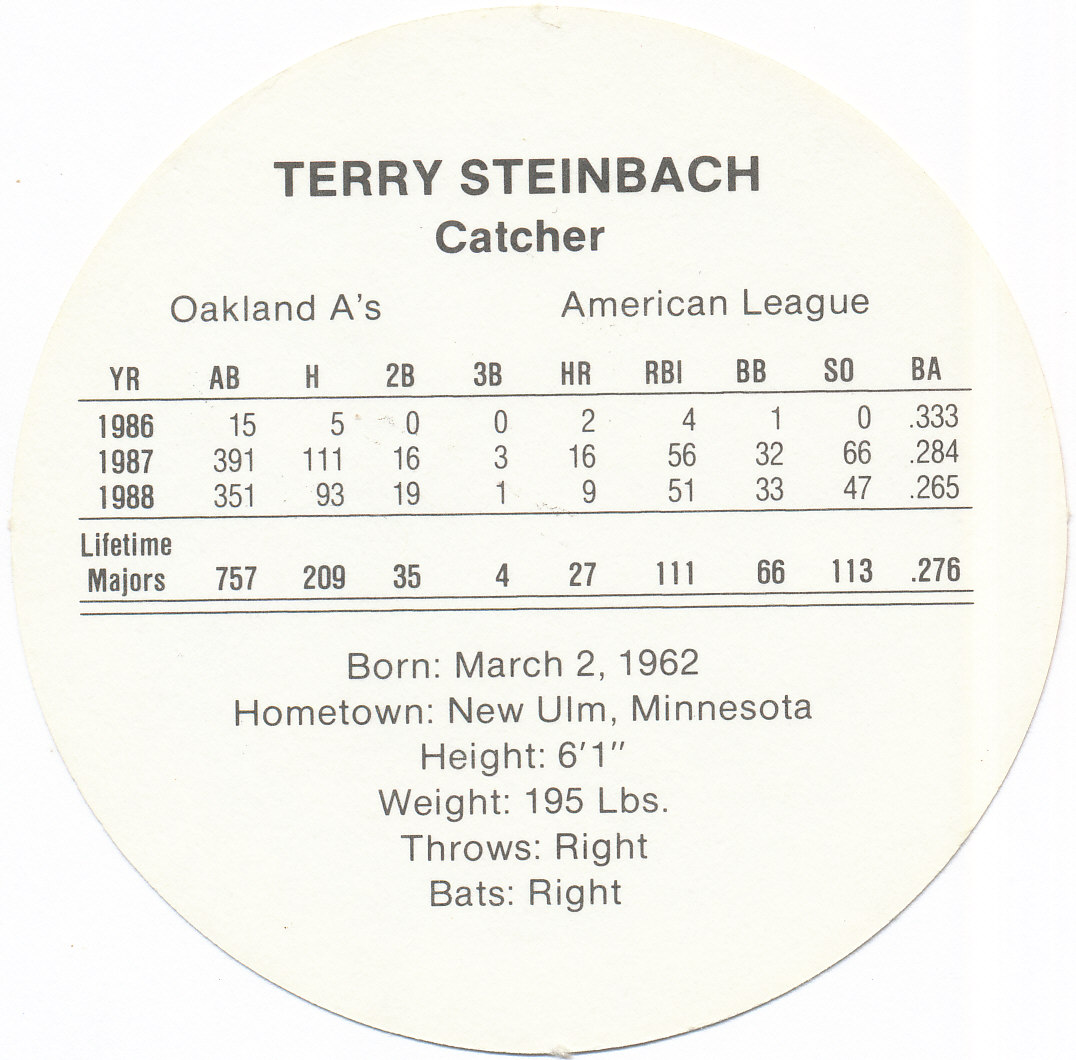 TERRY STEINBACH
Catcher
Oakland A's American League
YR AB H 2B 3B HR RBI BB SO BA
1986 15 5 0 0 2 4 1 0 .333
1987 391 111 16 3 16 56 32 66 .284
1988 351 93 19 1 9 51 33 47 .265
Lifetime
Majors 757 209 35 4 27 111 66 113 .276
Born: March 2, 1962
Hometown: New Ulm, Minnesota
Height: 6'1"
Weight: 195 Lbs.
Throws: Right
Bats: Right